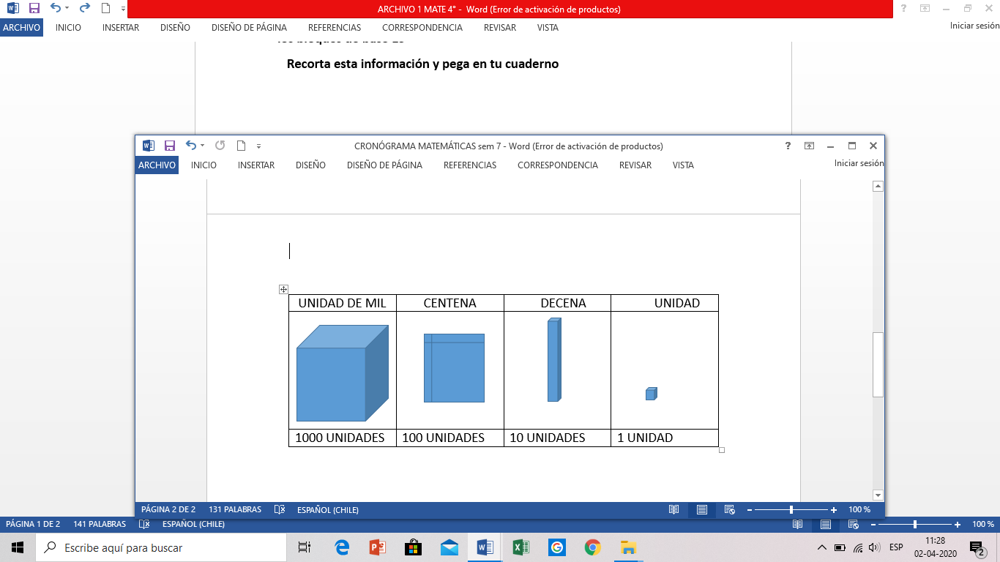 ARCHIVO 1 MATE 4° - Word (Error de activación de productos)
ARCHIVO INICIO INSERTAR DISEÑO DISEÑO DE PÁGINA REFERENCIAS CORRESPONDENCIA REVISAR VISTA Iniciar sesión
Recorta esta información y pega en tu cuaderno
CRONÓGRAMA MATEMÁTICAS sem 7 - Word (Error de activación de productos)
ARCHIVO INICIO INSERTAR DISEÑO DISEÑO DE PÁGINA REFERENCIAS CORRESPONDENCIA REVISAR VISTA Iniciar sesión
UNIDAD DE MIL CENTENA DECENA UNIDAD
1000 UNIDADES 100 UNIDADES 10 UNIDADES 1 UNIDAD
PÁGINA 2 DE 2 131 PALABRAS ESPAÑOL (CHILE) 100 %
PÁGINA 1 DE 2 141 PALABRAS ESPAÑOL (CHILE) 100 %
Escribe aquí para buscar
ESP
11:28
02-04-2020
2